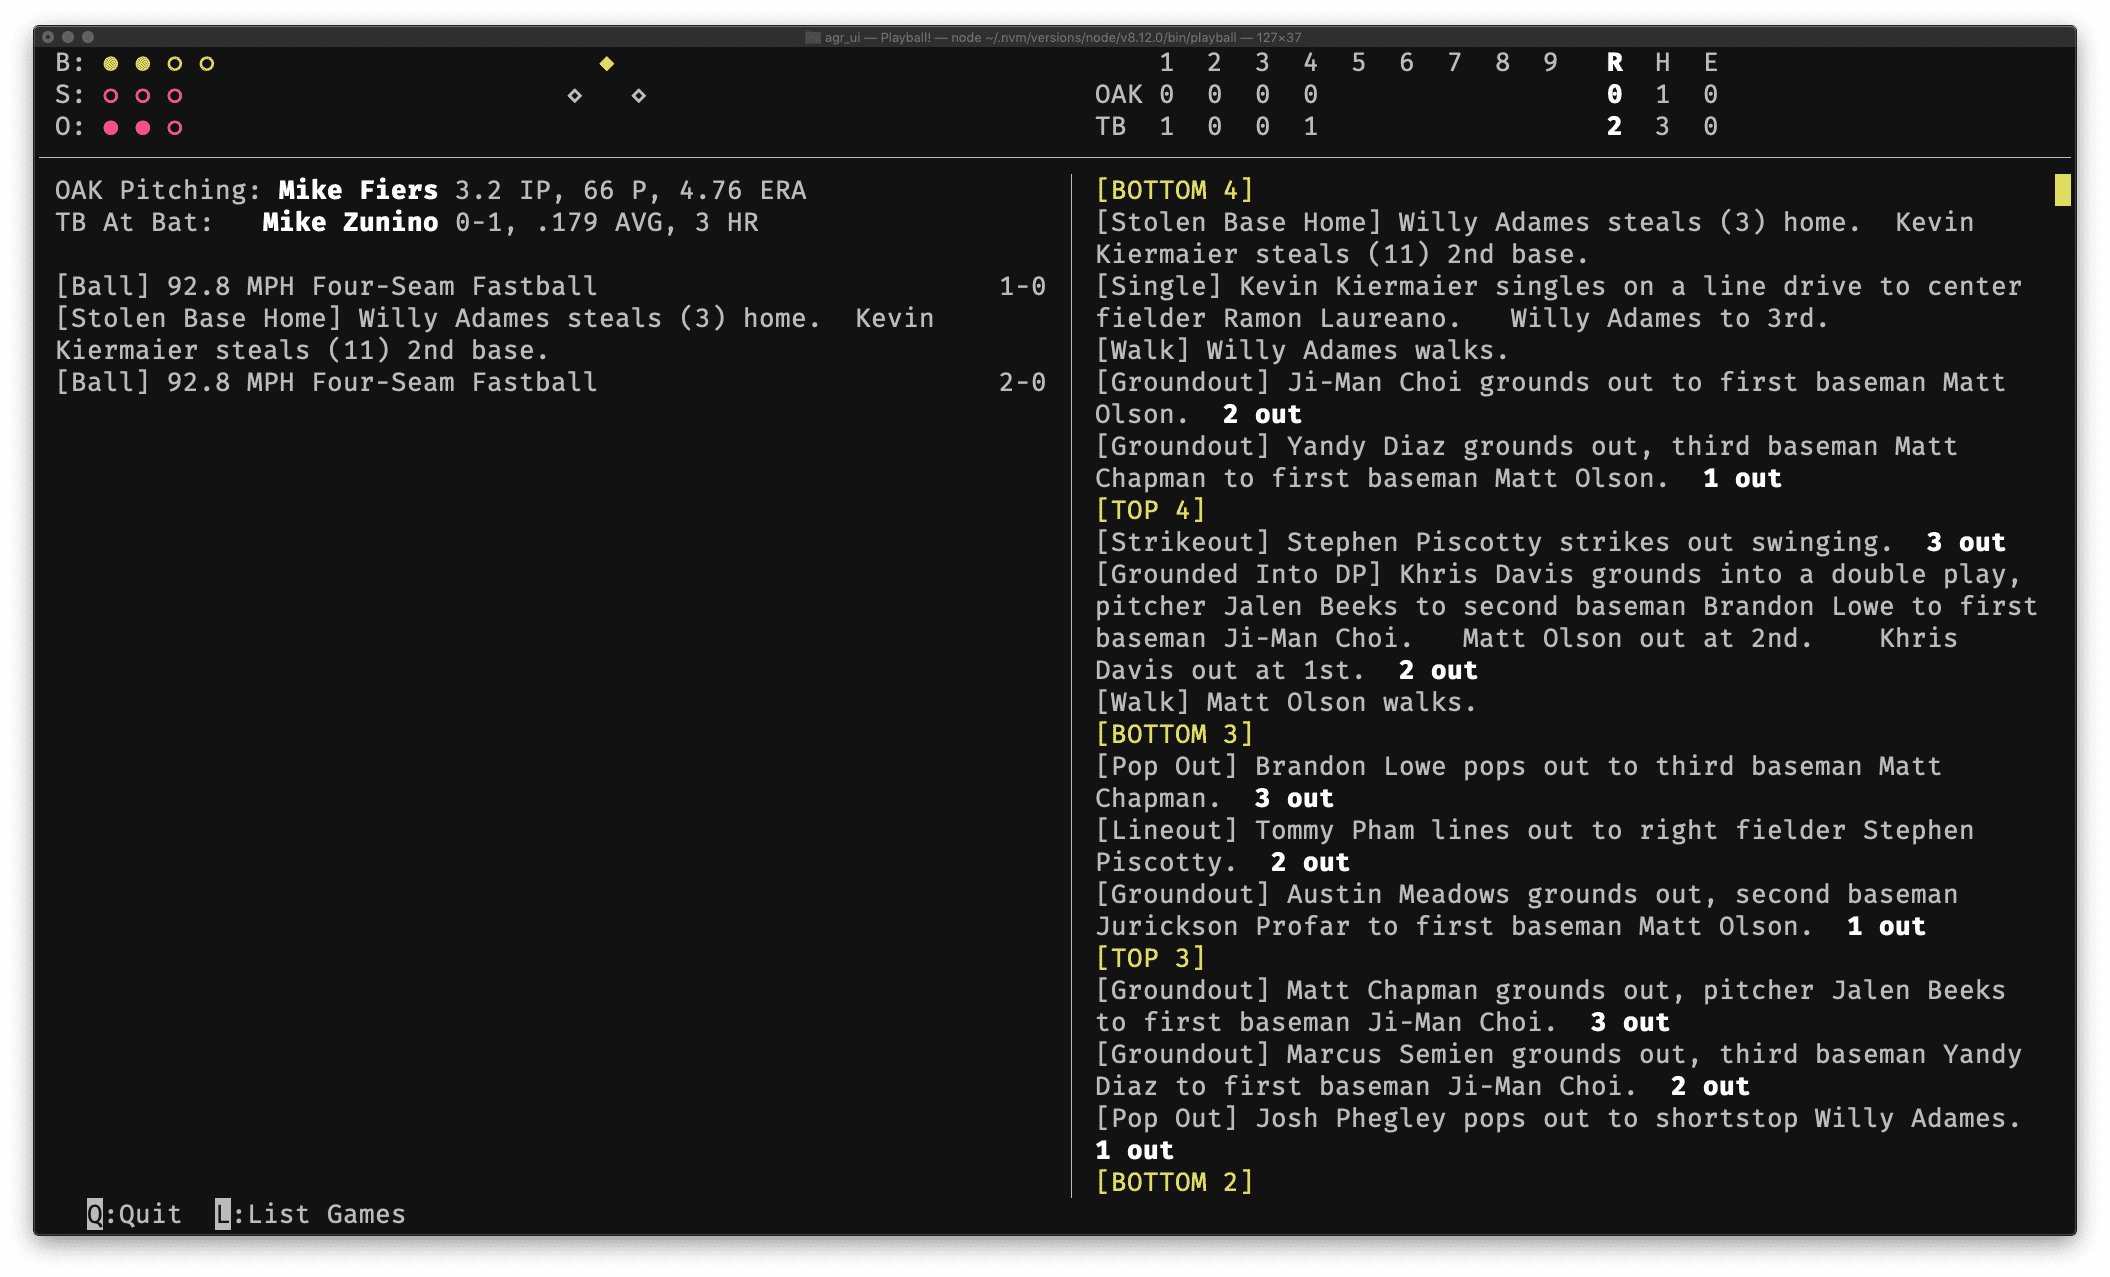 agr_ui — Playball! — node ~/.nvm/versions/node/v8.12.0/bin/playball — 127×37
B:
S:
O:
1 2 3 4 5 6 7 8 9 R H E
OAK 0 0 0 0 0 1 0
TB 1 0 0 1 2 3 0
OAK Pitching: Mike Fiers 3.2 IP, 66 P, 4.76 ERA
TB At Bat: Mike Zunino 0-1, .179 AVG, 3 HR
[Ball] 92.8 MPH Four-Seam Fastball 1-0
[Stolen Base Home] Willy Adames steals (3) home. Kevin
Kiermaier steals (11) 2nd base.
[Ball] 92.8 MPH Four-Seam Fastball 2-0
[BOTTOM 4]
[Stolen Base Home] Willy Adames steals (3) home. Kevin
Kiermaier steals (11) 2nd base.
[Single] Kevin Kiermaier singles on a line drive to center
fielder Ramon Laureano. Willy Adames to 3rd.
[Walk] Willy Adames walks.
[Groundout] Ji-Man Choi grounds out to first baseman Matt
Olson. 2 out
[Groundout] Yandy Diaz grounds out, third baseman Matt
Chapman to first baseman Matt Olson. 1 out
[TOP 4]
[Strikeout] Stephen Piscotty strikes out swinging. 3 out
[Grounded Into DP] Khris Davis grounds into a double play,
pitcher Jalen Beeks to second baseman Brandon Lowe to first
baseman Ji-Man Choi. Matt Olson out at 2nd. Khris
Davis out at 1st. 2 out
[Walk] Matt Olson walks.
[BOTTOM 3]
[Pop Out] Brandon Lowe pops out to third baseman Matt
Chapman. 3 out
[Lineout] Tommy Pham lines out to right fielder Stephen
Piscotty. 2 out
[Groundout] Austin Meadows grounds out, second baseman
Jurickson Profar to first baseman Matt Olson. 1 out
[TOP 3]
[Groundout] Matt Chapman grounds out, pitcher Jalen Beeks
to first baseman Ji-Man Choi. 3 out
[Groundout] Marcus Semien grounds out, third baseman Yandy
Diaz to first baseman Ji-Man Choi. 2 out
[Pop Out] Josh Phegley pops out to shortstop Willy Adames.
1 out
[BOTTOM 2]
Q:Quit L:List Games